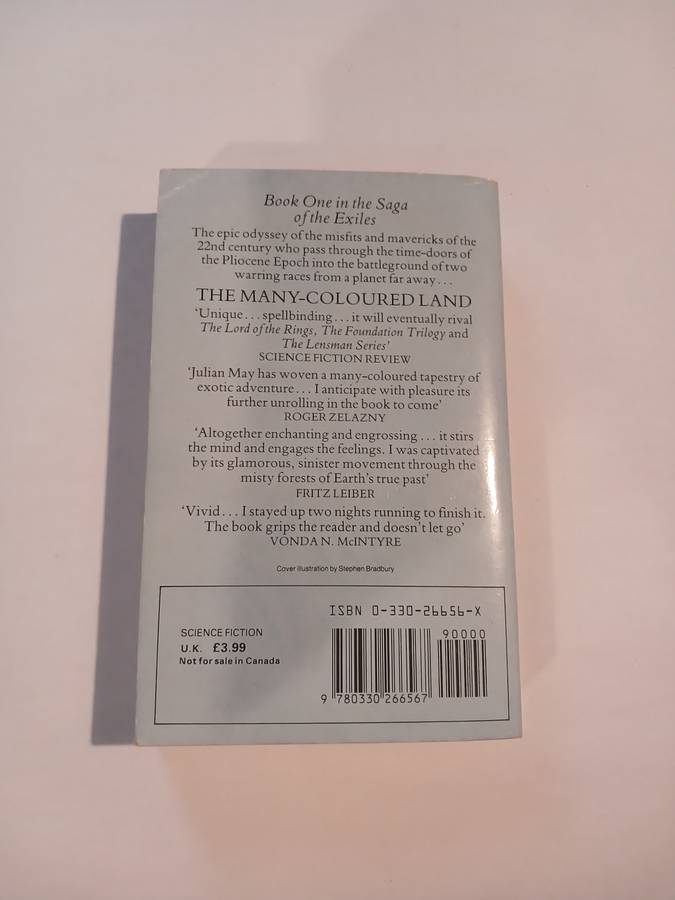 Book One in the Saga
of the Exiles
The epic odyssey of the misfits and mavericks of the
22nd century who pass through the time-doors of
the Pliocene Epoch into the battleground of two
warring races from a planet far away...
THE MANY-COLOURED LAND
'Unique... spellbinding... it will eventually rival
The Lord of the Rings, The Foundation Trilogy and
The Lensman Series'
SCIENCE FICTION REVIEW
'Julian May has woven a many-coloured tapestry of
exotic adventure... I anticipate with pleasure its
further unrolling in the book to come'
ROGER ZELAZNY
'Altogether enchanting and engrossing... it stirs
the mind and engages the feelings. I was captivated
by its glamorous, sinister movement through the
misty forests of Earth's true past'
FRITZ LEIBER
'Vivid... I stayed up two nights running to finish it.
The book grips the reader and doesn't let go'
VONDA N. McINTYRE
Cover illustration by Stephen Bradbury
ISBN 0-330-26656-X
SCIENCE FICTION
U.K. £3.99
Not for sale in Canada
90000
9 780330 266567